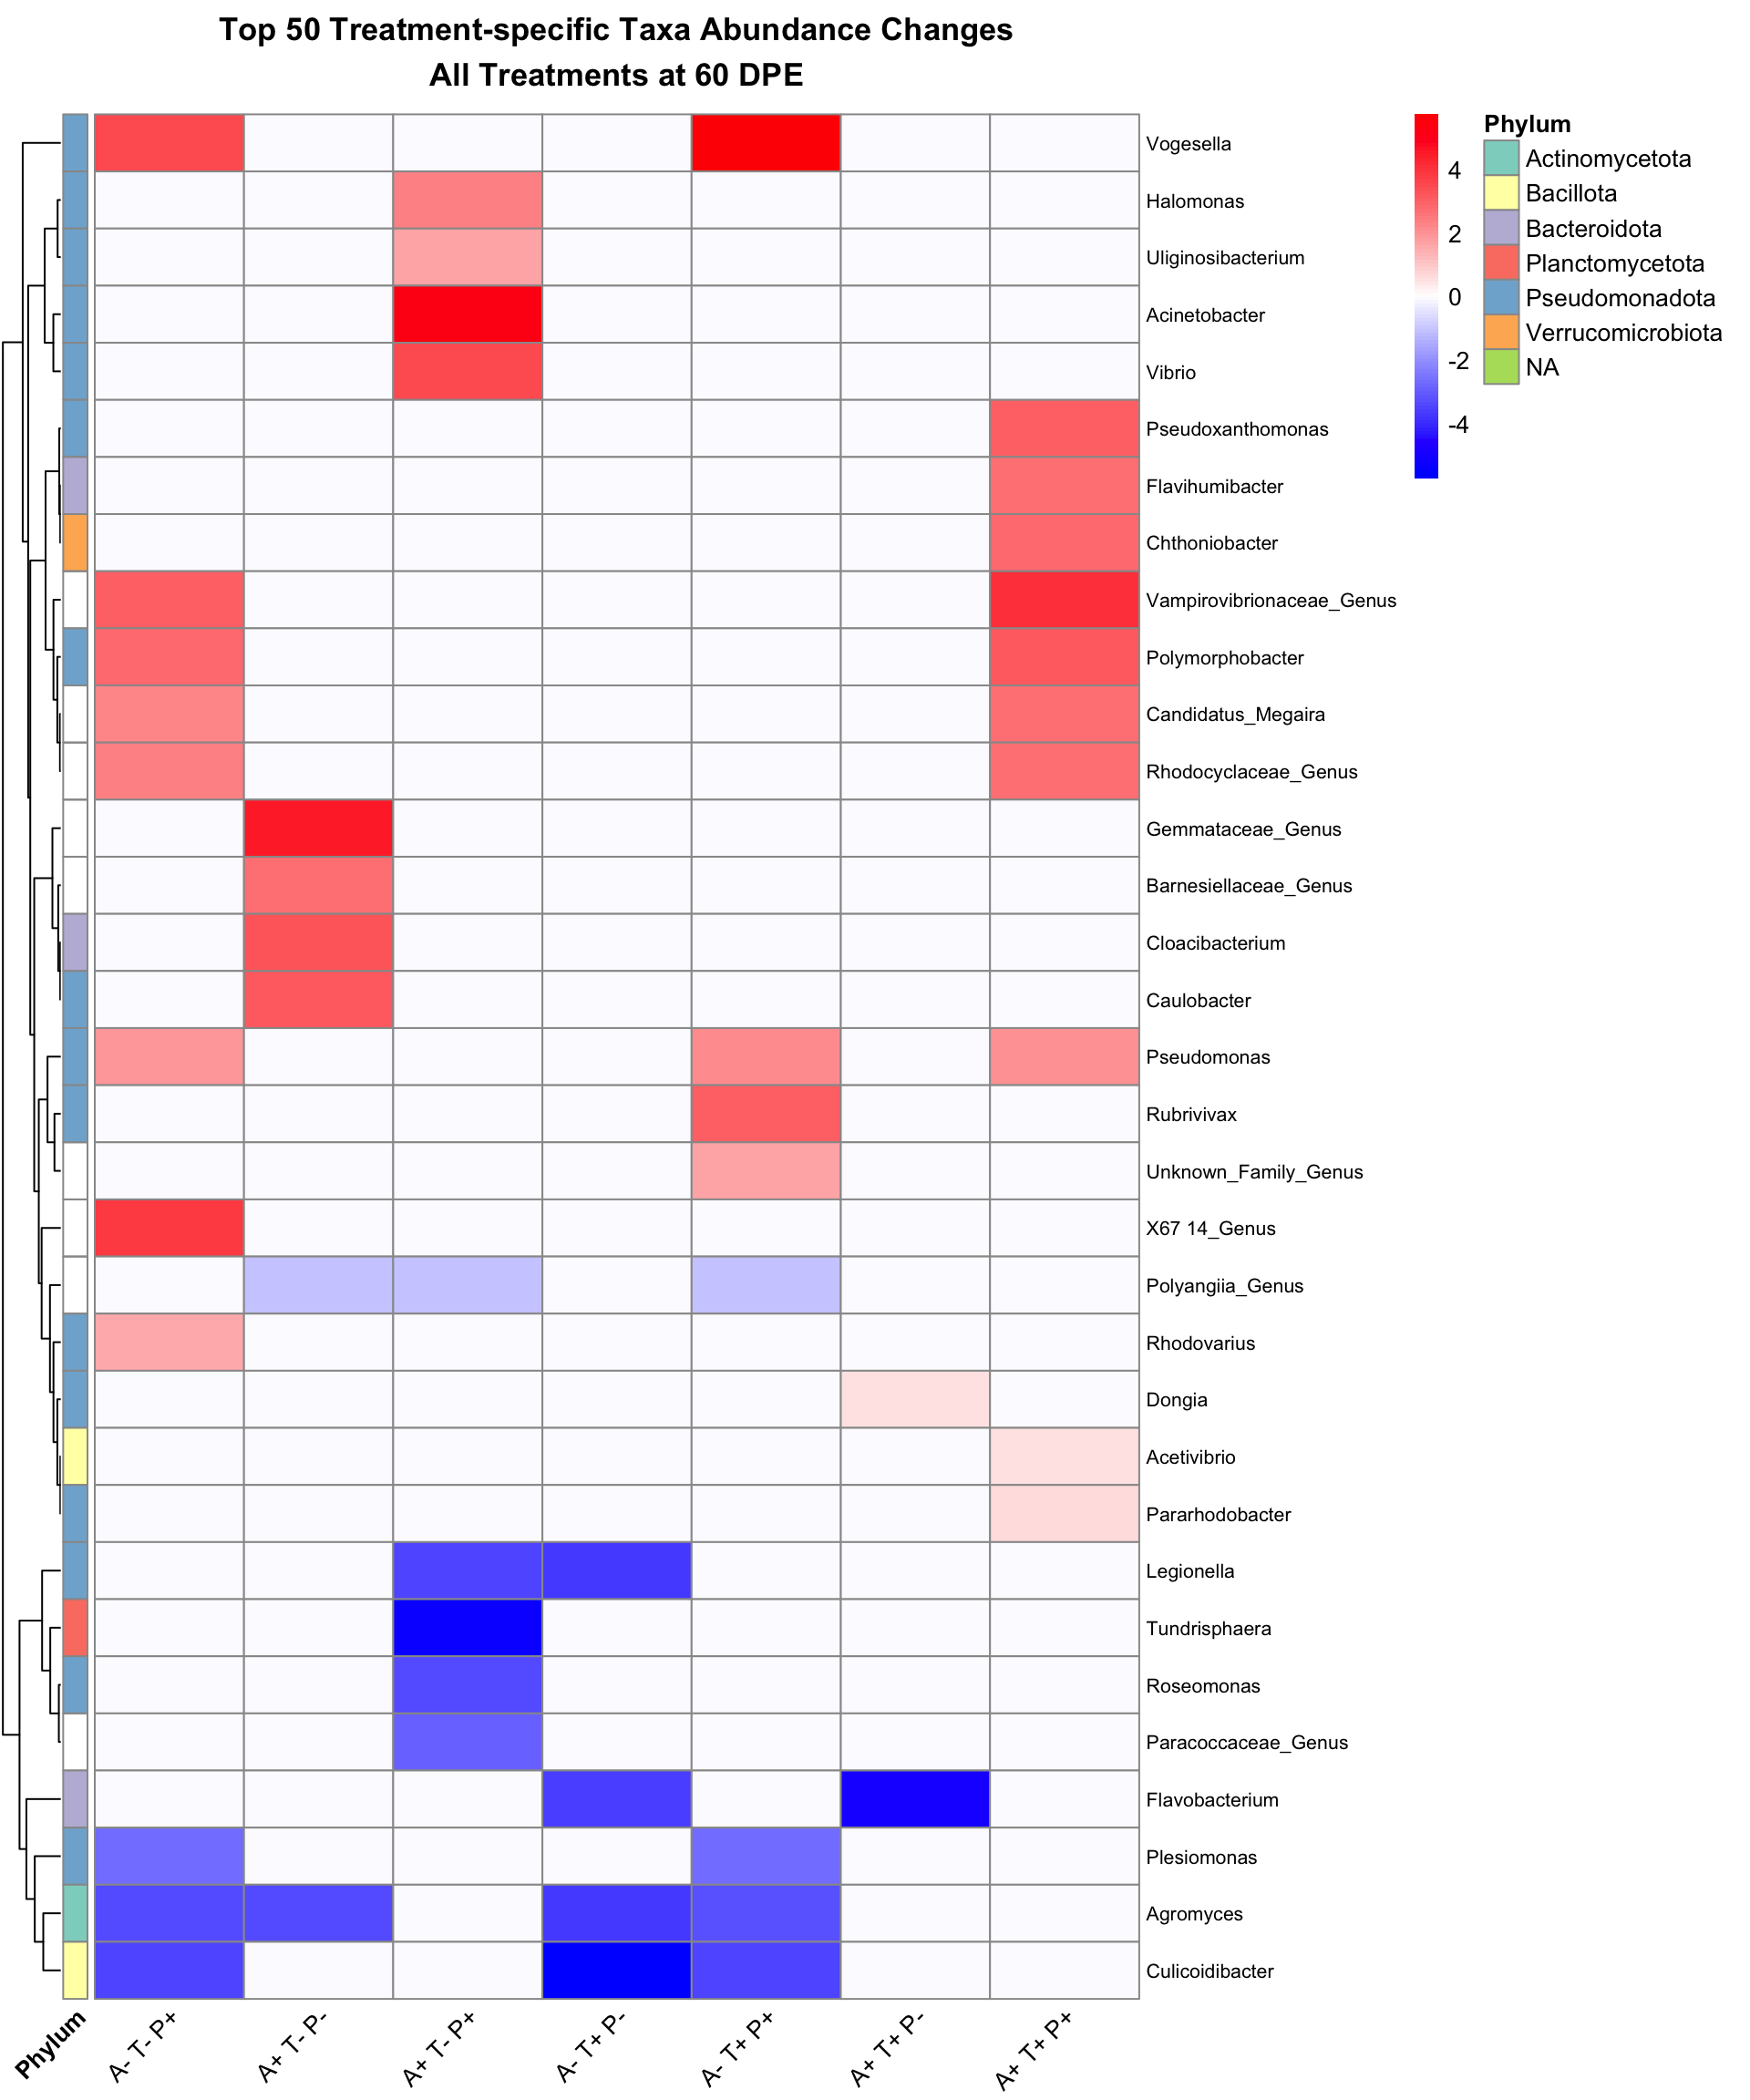 Top 50 Treatment-specific Taxa Abundance Changes
All Treatments at 60 DPE
Vogesella
Halomonas
Uliginosibacterium
Acinetobacter
Vibrio
Pseudoxanthomonas
Flavihumibacter
Chthoniobacter
Vampirovibrionaceae_Genus
Polymorphobacter
Candidatus_Megaira
Rhodocyclaceae_Genus
Gemmataceae_Genus
Barnesiellaceae_Genus
Cloacibacterium
Caulobacter
Pseudomonas
Rubrivivax
Unknown_Family_Genus
X67 14_Genus
Polyangiia_Genus
Rhodovarius
Dongia
Acetivibrio
Pararhodobacter
Legionella
Tundrisphaera
Roseomonas
Paracoccaceae_Genus
Flavobacterium
Plesiomonas
Agromyces
Culicoidibacter
4
2
0
-2
-4
Phylum
Actinomycetota
Bacillota
Bacteroidota
Planctomycetota
Pseudomonadota
Verrucomicrobiota
NA
Phylum
A- T- P+
A+ T- P-
A+ T- P+
A- T+ P-
A- T+ P+
A+ T+ P-
A+ T+ P+